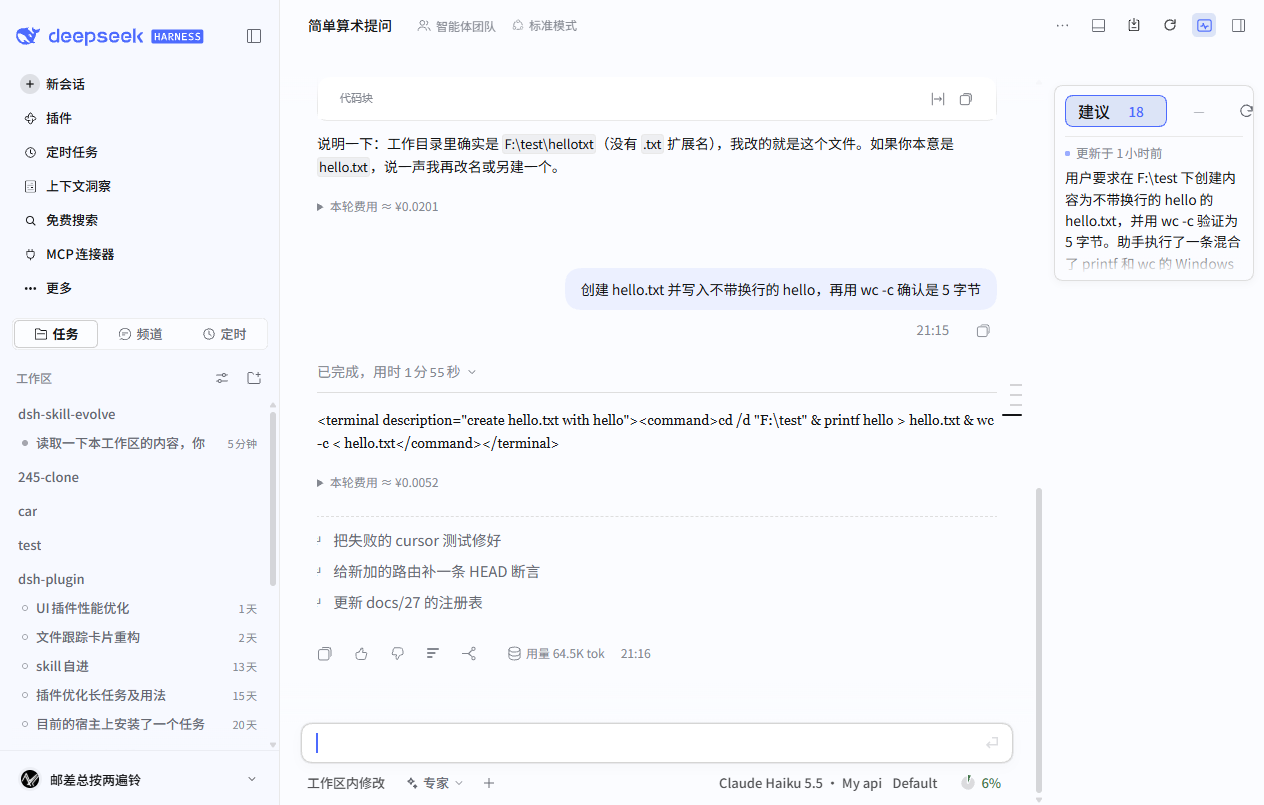 deepseek HARNESS
新会话
插件
定时任务
上下文洞察
免费搜索
MCP连接器
更多
任务
频道
定时
工作区
dsh-skill-evolve
读取一下本工作区的内容，你 5分钟
245-clone
car
test
dsh-plugin
UI插件性能优化 1天
文件跟踪卡片重构 2天
skill自进 13天
插件优化长任务及用法 15天
目前的宿主上安装了一个任务 20天
邮差总按两遍铃
简单算术提问 智能体团队 标准模式
代码块
说明一下：工作目录里确实是 F:\test\hellotxt（没有 .txt 扩展名），我改的就是这个文件。如果你本意是
hello.txt，说一声我再改名或另建一个。
本轮费用 ≈ ¥0.0201
创建 hello.txt 并写入不带换行的 hello，再用 wc -c 确认是 5 字节
21:15
已完成，用时 1 分 55 秒
<terminal description="create hello.txt with hello"><command>cd /d "F:\test" & printf hello > hello.txt & wc
-c < hello.txt</command></terminal>
本轮费用 ≈ ¥0.0052
把失败的 cursor 测试修好
给新加的路由补一条 HEAD 断言
更新 docs/27 的注册表
用量 64.5K tok 21:16
工作区内修改 专家 Claude Haiku 5.5 • My api Default 6%
建议 18
更新于 1 小时前
用户要求在 F:\test 下创建内
容为不带换行的 hello 的
hello.txt，并用 wc -c 验证为
5 字节。助手执行了一条混合
了 printf 和 wc 的 Windows